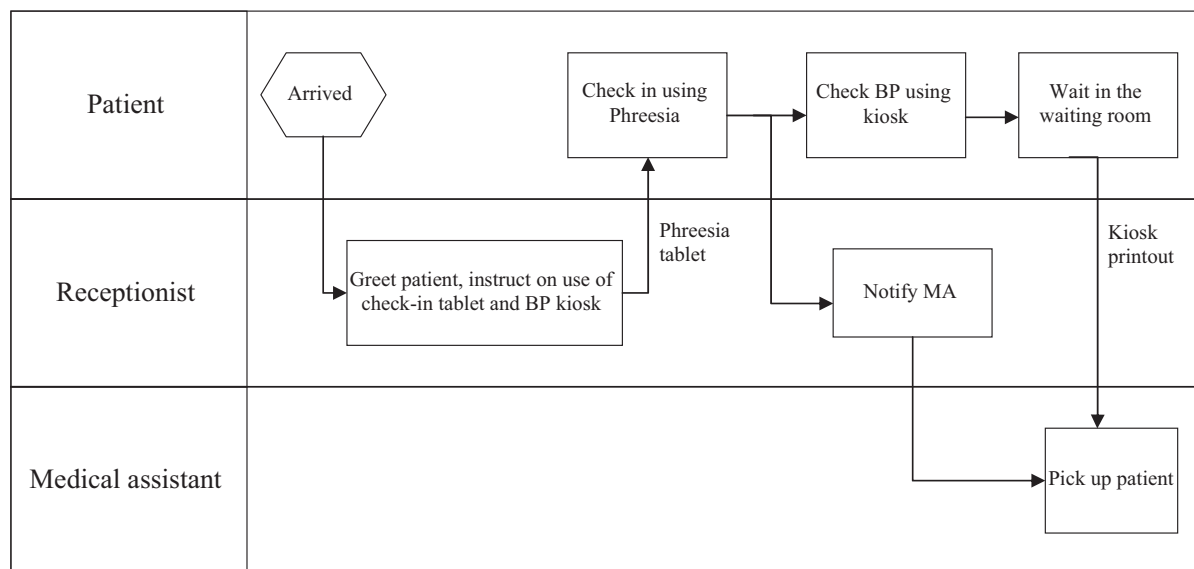 Patient
Arrived
Check in using
Phreesia
Check BP using
kiosk
Wait in the
waiting room
Receptionist
Greet patient, instruct on use of
check-in tablet and BP kiosk
Phreesia
tablet
Notify MA
Kiosk
printout
Medical assistant
Pick up patient